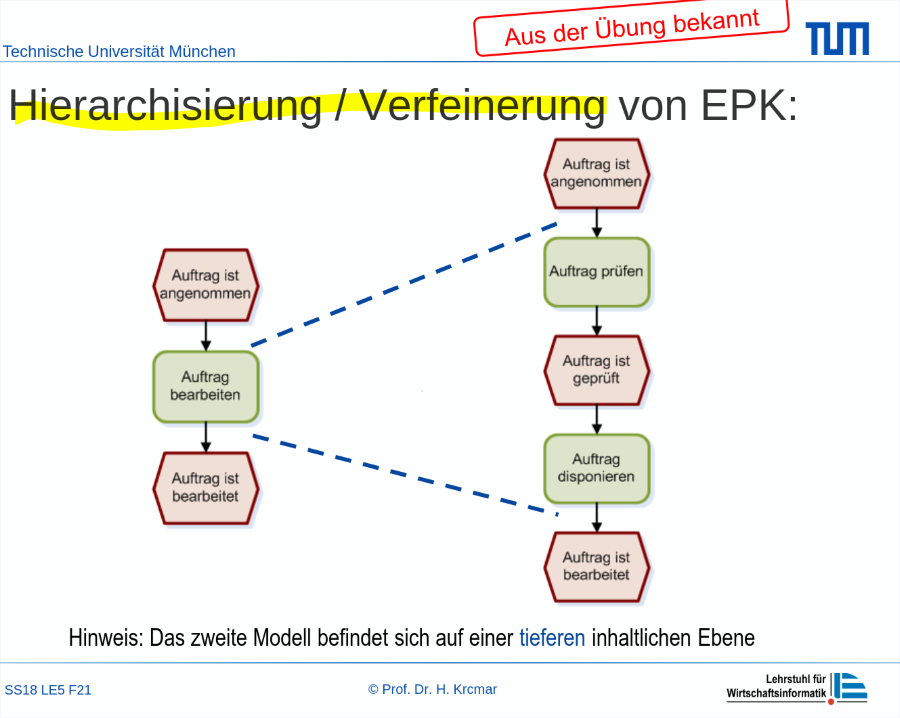 Aus der Übung bekannt
TUM
Technische Universität München
Hierarchisierung / Verfeinerung von EPK:
Auftrag ist
angenommen
Auftrag
bearbeiten
Auftrag ist
bearbeitet
Auftrag ist
angenommen
Auftrag prüfen
Auftrag ist
geprüft
Auftrag
disponieren
Auftrag ist
bearbeitet
Hinweis: Das zweite Modell befindet sich auf einer tieferen inhaltlichen Ebene
SS18 LE5 F21
© Prof. Dr. H. Krcmar
Lehrstuhl für
Wirtschaftsinformatik